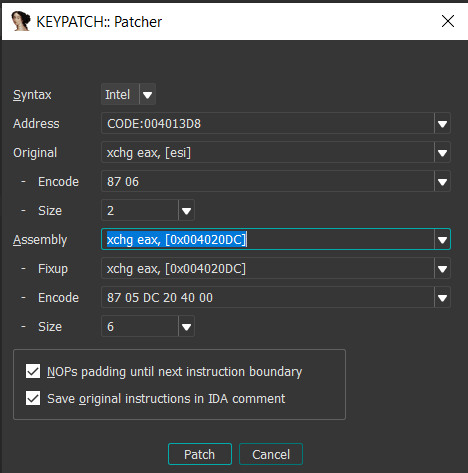 KEYPATCH:: Patcher
Syntax Intel
Address CODE:004013D8
Original xchg eax, [esi]
- Encode 87 06
- Size 2
Assembly xchg eax, [0x004020DC]
- Fixup xchg eax, [0x004020DC]
- Encode 87 05 DC 20 40 00
- Size 6
NOPs padding until next instruction boundary
Save original instructions in IDA comment
Patch Cancel